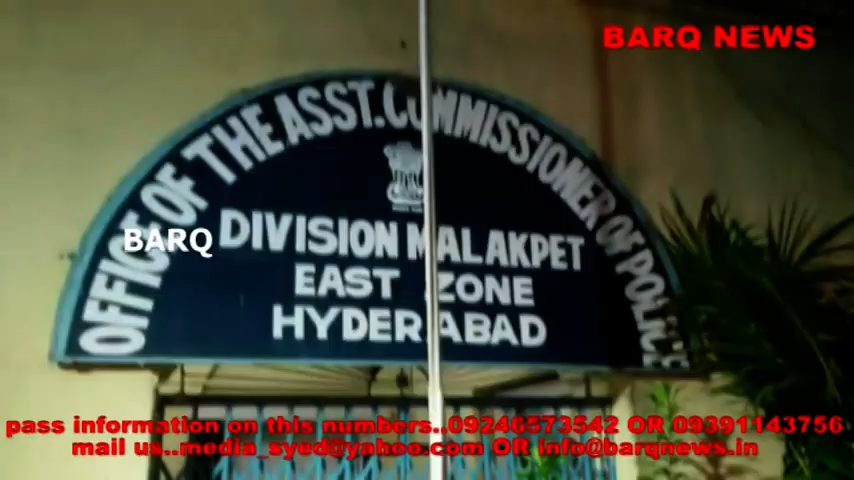 BARQ NEWS
OFFICE OF THE ASST. COMMISSIONER OF POLICE
BARQ
DIVISION MALAKPET
EAST ZONE
HYDERABAD
pass information on this numbers..09246573542 OR 09391143756
mail us..media_syed@yahoo.com OR info@barqnews.in